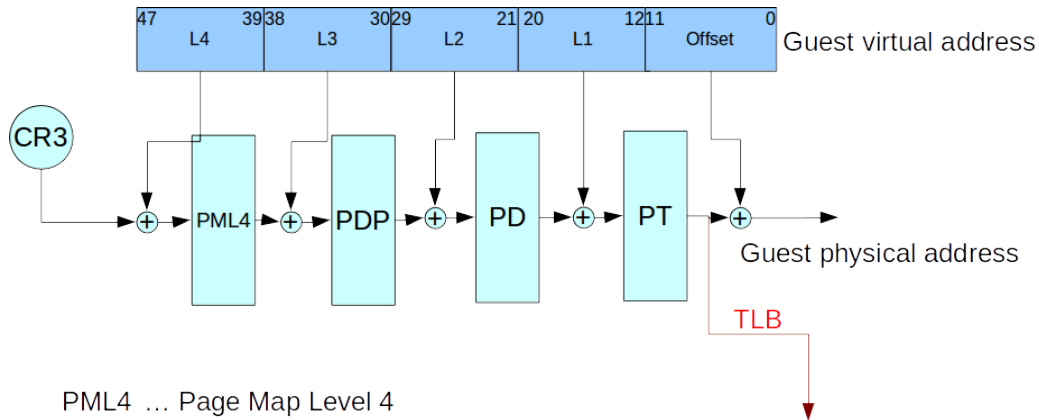 47 39 38 30 29 21 20 12 11 0
L4 L3 L2 L1 Offset
Guest virtual address
CR3
+ + + + +
PML4 PDP PD PT
Guest physical address
TLB
PML4 ... Page Map Level 4